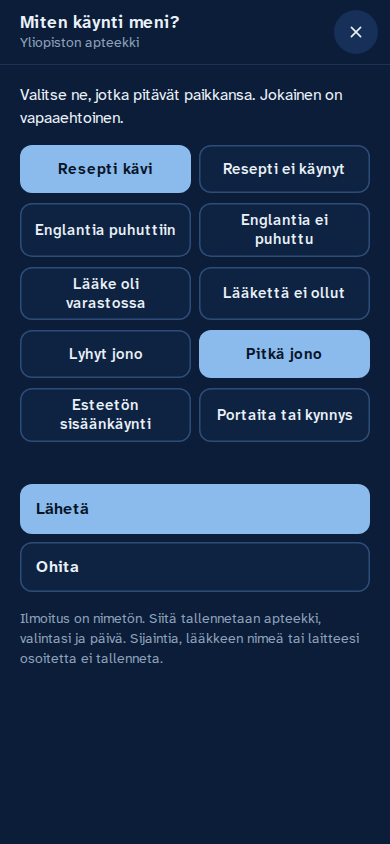 Miten käynti meni?
Yliopiston apteekki
Valitse ne, jotka pitävät paikkansa. Jokainen on
vapaaehtoinen.
Resepti kävi
Resepti ei käynyt
Englantia puhuttiin
Englantia ei
puhuttu
Lääke oli
varastossa
Lääkettä ei ollut
Lyhyt jono
Pitkä jono
Esteetön
sisäänkäynti
Portaita tai kynnys
Lähetä
Ohita
Ilmoitus on nimetön. Siitä tallennetaan apteekki,
valintasi ja päivä. Sijaintia, lääkkeen nimeä tai laitteesi
osoitetta ei tallenneta.